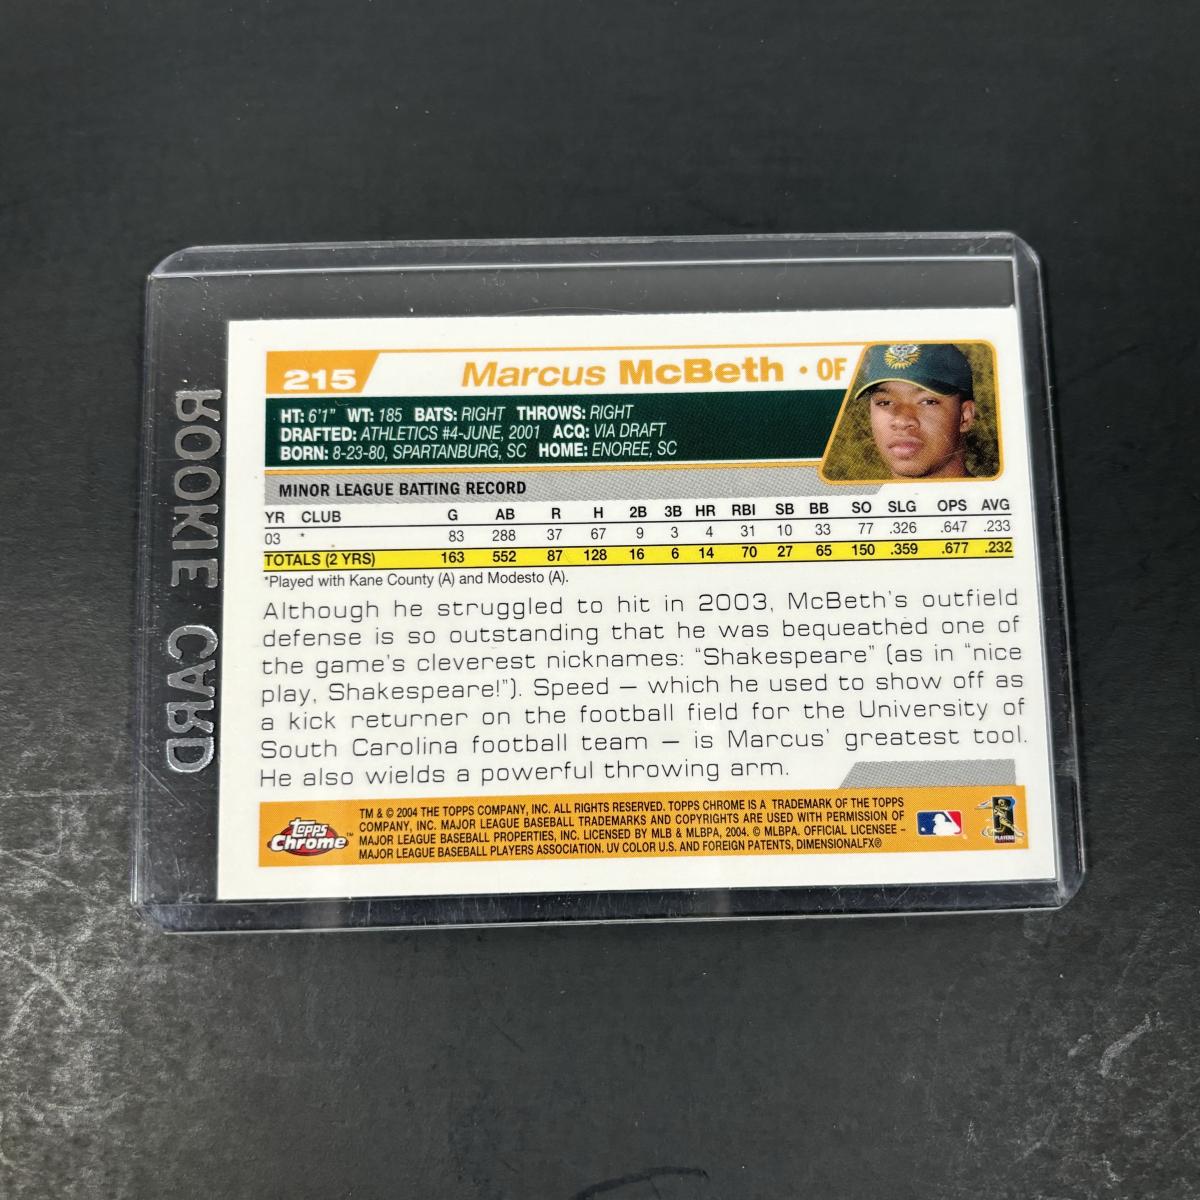 ROOKIE CARD
215 Marcus McBeth • OF
HT: 6'1" WT: 185 BATS: RIGHT THROWS: RIGHT
DRAFTED: ATHLETICS #4-JUNE, 2001 ACQ: VIA DRAFT
BORN: 8-23-80, SPARTANBURG, SC HOME: ENOREE, SC
MINOR LEAGUE BATTING RECORD
YR CLUB G AB R H 2B 3B HR RBI SB BB SO SLG OPS AVG
03 * 83 288 37 67 9 3 4 31 10 33 77 .326 .647 .233
TOTALS (2 YRS) 163 552 87 128 16 6 14 70 27 65 150 .359 .677 .232
*Played with Kane County (A) and Modesto (A).
Although he struggled to hit in 2003, McBeth's outfield
defense is so outstanding that he was bequeathed one of
the game's cleverest nicknames: "Shakespeare" (as in "nice
play, Shakespeare!"). Speed — which he used to show off as
a kick returner on the football field for the University of
South Carolina football team — is Marcus' greatest tool.
He also wields a powerful throwing arm.
Topps Chrome™
TM & © 2004 THE TOPPS COMPANY, INC. ALL RIGHTS RESERVED. TOPPS CHROME IS A TRADEMARK OF THE TOPPS
COMPANY, INC. MAJOR LEAGUE BASEBALL TRADEMARKS AND COPYRIGHTS ARE USED WITH PERMISSION OF
MAJOR LEAGUE BASEBALL PROPERTIES, INC. LICENSED BY MLB & MLBPA, 2004. © MLBPA. OFFICIAL LICENSEE –
MAJOR LEAGUE BASEBALL PLAYERS ASSOCIATION. UV COLOR U.S. AND FOREIGN PATENTS, DIMENSIONALFX®
PLAYERS